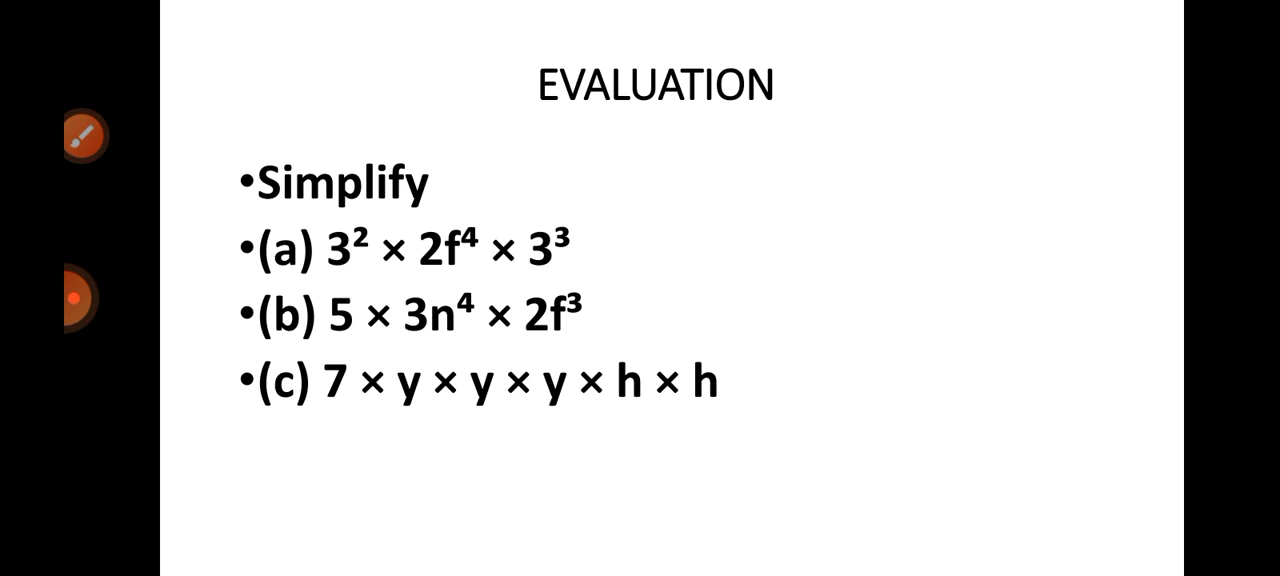 EVALUATION
•Simplify
•(a) 3² × 2f⁴ × 3³
•(b) 5 × 3n⁴ × 2f³
•(c) 7 × y × y × y × h × h